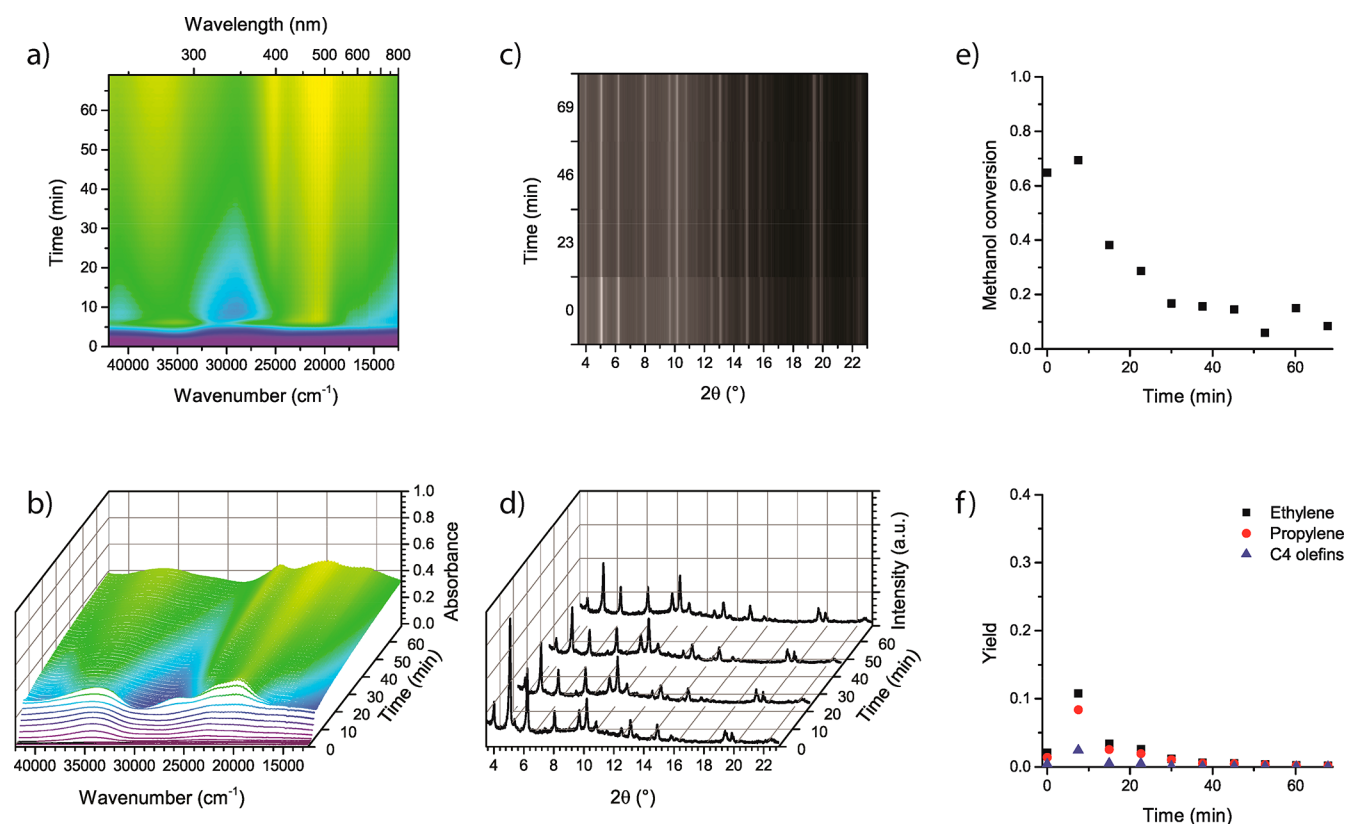 a)
Wavelength (nm)
300 400 500 600 800
60
50
40
30
20
10
0
Time (min)
40000 35000 30000 25000 20000 15000
Wavenumber (cm-1)
c)
69
46
23
0
Time (min)
4 6 8 10 12 14 16 18 20 22
2θ (°)
e)
1.0
0.8
0.6
0.4
0.2
0.0
Methanol conversion
0 20 40 60
Time (min)
b)
1.0
0.8
0.6
0.4
0.2
0.0
Absorbance
60
50
40
30
20
10
0
Time (min)
40000 35000 30000 25000 20000 15000
Wavenumber (cm-1)
d)
Intensity (a.u.)
60
50
40
30
20
10
0
Time (min)
4 6 8 10 12 14 16 18 20 22
2θ (°)
f)
0.4
0.3
0.2
0.1
0.0
Yield
Ethylene
Propylene
C4 olefins
0 20 40 60
Time (min)